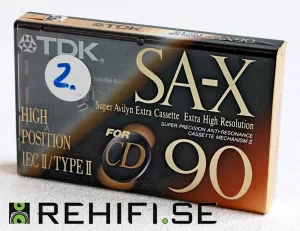 TDK
2.
SA-X
Super Avilyn Extra Cassette Extra High Resolution
SUPER PRECISION ANTI-RESONANCE
CASSETTE MECHANISM II
HIGH
POSITION
IEC II/TYPE II
FOR
CD
90
REHIFI.SE